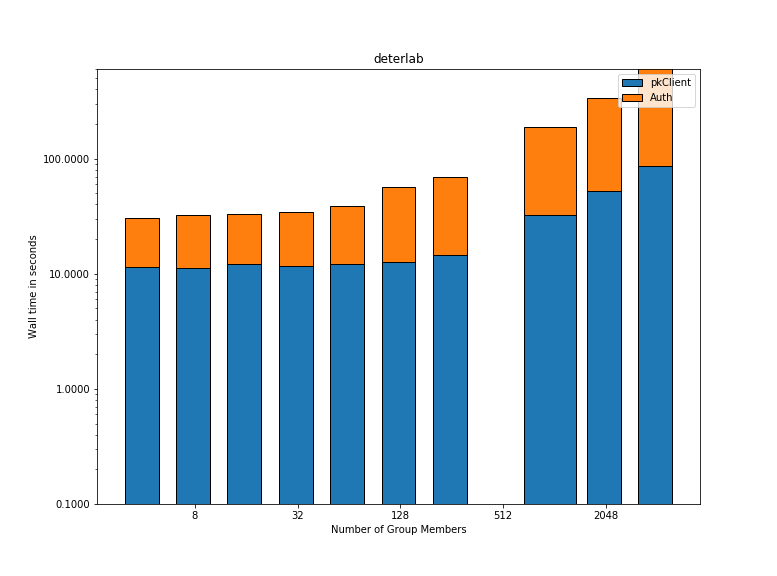 deterlab
pkClient
Auth
100.0000
10.0000
1.0000
0.1000
Wall time in seconds
8 32 128 512 2048
Number of Group Members